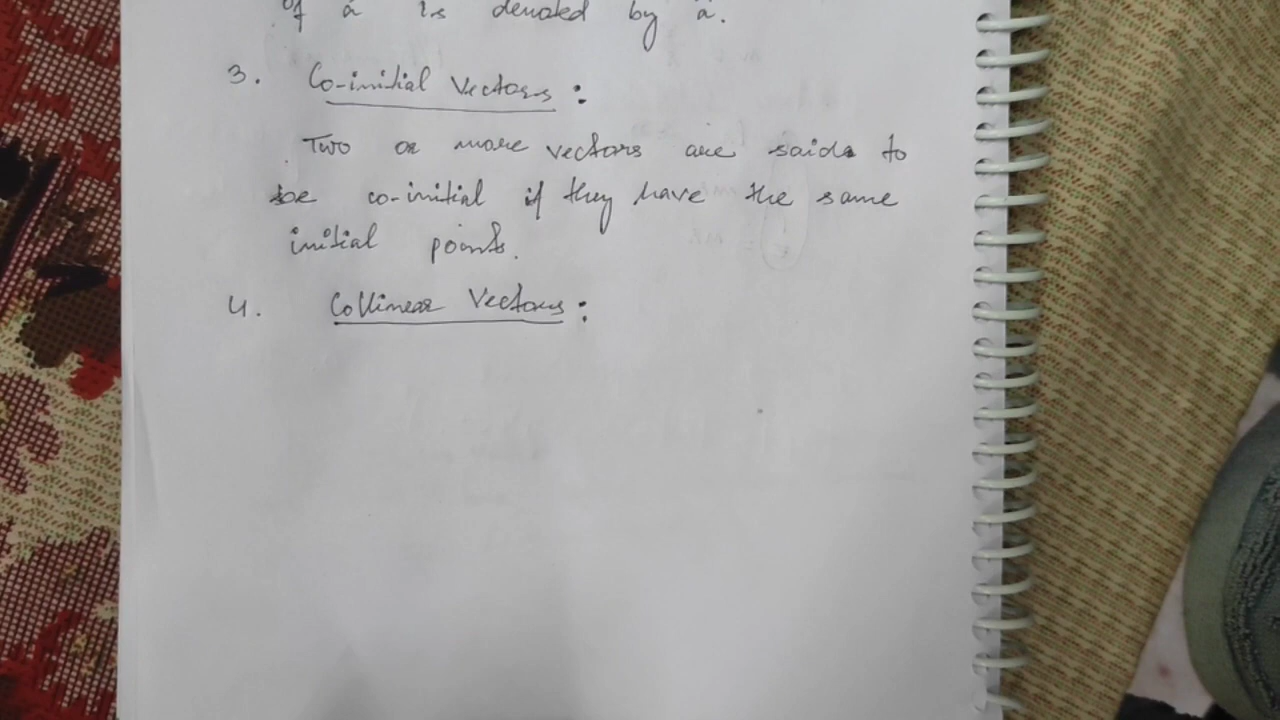 of a is denoted by a.
3. Co-initial Vectors :
Two or more vectors are said to
be co-initial if they have the same
initial points.
4. Collinear Vectors :